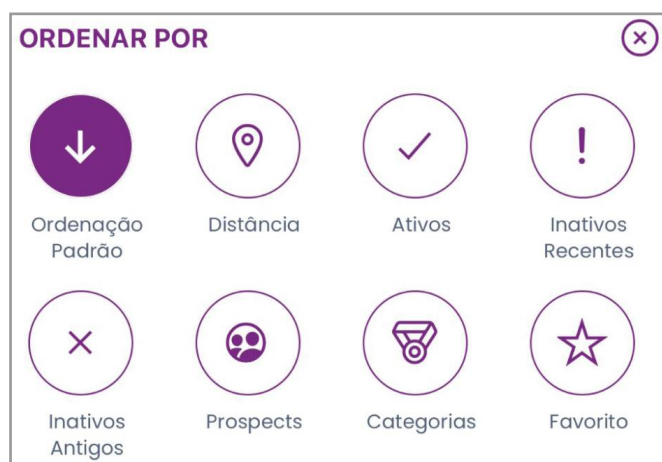 ORDENAR POR
Ordenação
Padrão
Distância
Ativos
Inativos
Recentes
Inativos
Antigos
Prospects
Categorias
Favorito